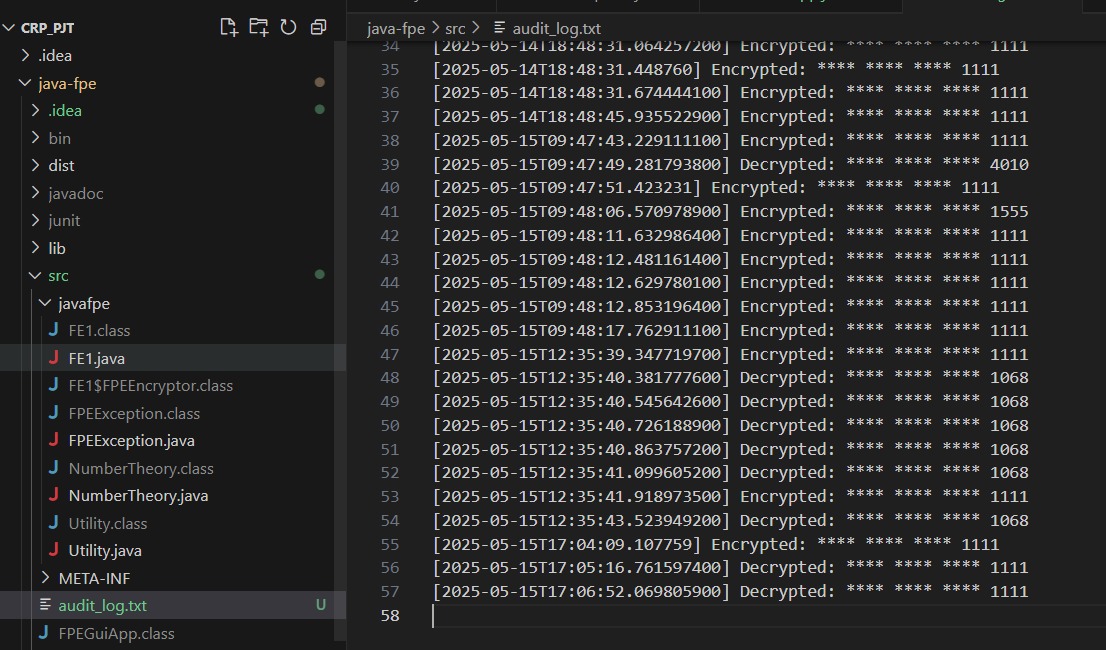 CRP_PJT
.idea
java-fpe
.idea
bin
dist
javadoc
junit
lib
src
javafpe
FE1.class
FE1.java
FE1$FPEEncryptor.class
FPEException.class
FPEException.java
NumberTheory.class
NumberTheory.java
Utility.class
Utility.java
META-INF
audit_log.txt U
FPEGuiApp.class
java-fpe > src > audit_log.txt
34 [2025-05-14T18:48:31.064257200] Encrypted: **** **** **** 1111
35 [2025-05-14T18:48:31.448760] Encrypted: **** **** **** 1111
36 [2025-05-14T18:48:31.674444100] Encrypted: **** **** **** 1111
37 [2025-05-14T18:48:45.935522900] Encrypted: **** **** **** 1111
38 [2025-05-15T09:47:43.229111100] Encrypted: **** **** **** 1111
39 [2025-05-15T09:47:49.281793800] Decrypted: **** **** **** 4010
40 [2025-05-15T09:47:51.423231] Encrypted: **** **** **** 1111
41 [2025-05-15T09:48:06.570978900] Encrypted: **** **** **** 1555
42 [2025-05-15T09:48:11.632986400] Encrypted: **** **** **** 1111
43 [2025-05-15T09:48:12.481161400] Encrypted: **** **** **** 1111
44 [2025-05-15T09:48:12.629780100] Encrypted: **** **** **** 1111
45 [2025-05-15T09:48:12.853196400] Encrypted: **** **** **** 1111
46 [2025-05-15T09:48:17.762911100] Encrypted: **** **** **** 1111
47 [2025-05-15T12:35:39.347719700] Encrypted: **** **** **** 1111
48 [2025-05-15T12:35:40.381777600] Decrypted: **** **** **** 1068
49 [2025-05-15T12:35:40.545642600] Decrypted: **** **** **** 1068
50 [2025-05-15T12:35:40.726188900] Decrypted: **** **** **** 1068
51 [2025-05-15T12:35:40.863757200] Decrypted: **** **** **** 1068
52 [2025-05-15T12:35:41.099605200] Decrypted: **** **** **** 1068
53 [2025-05-15T12:35:41.918973500] Encrypted: **** **** **** 1111
54 [2025-05-15T12:35:43.523949200] Decrypted: **** **** **** 1068
55 [2025-05-15T17:04:09.107759] Encrypted: **** **** **** 1111
56 [2025-05-15T17:05:16.761597400] Decrypted: **** **** **** 1111
57 [2025-05-15T17:06:52.069805900] Decrypted: **** **** **** 1111
58